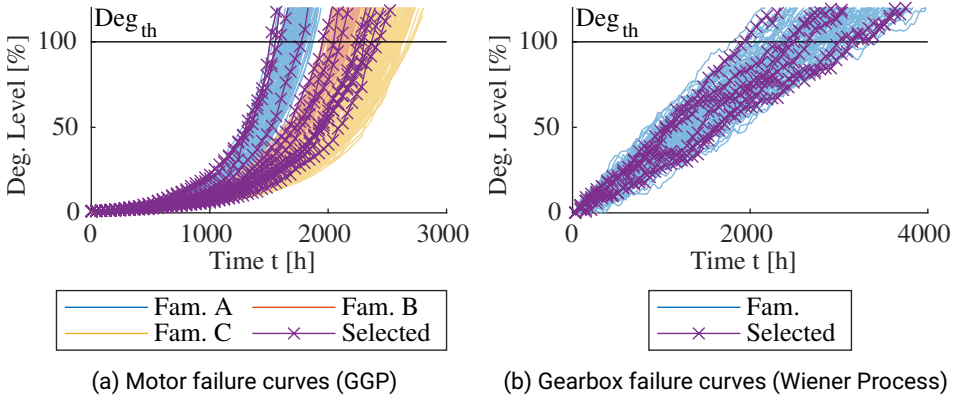 Deg. Level [%]
Deg_th
100
50
0
0
1000
2000
3000
Time t [h]
Fam. A
Fam. B
Fam. C
Selected
(a) Motor failure curves (GGP)
Deg. Level [%]
Deg_th
100
50
0
0
2000
4000
Time t [h]
Fam.
Selected
(b) Gearbox failure curves (Wiener Process)